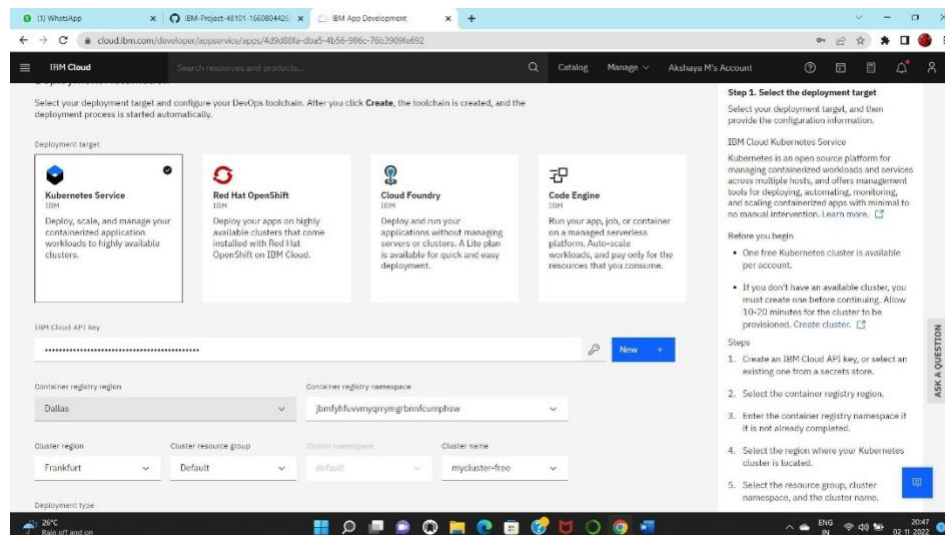 (1) WhatsApp
IBM-Project-48101-1660804426
IBM App Development
cloud.ibm.com/developer/appservice/apps/4d9d88fa-dba5-4b56-986c-76b3909fe692
IBM Cloud
Search resources and products...
Catalog
Manage
Akshaya M's Account
Select your deployment target and configure your DevOps toolchain. After you click Create, the toolchain is created, and the
deployment process is started automatically.
Deployment target
Kubernetes Service
IBM
Deploy, scale, and manage your
containerized application
workloads to highly available
clusters.
Red Hat OpenShift
IBM
Deploy your apps on highly
available clusters that come
installed with Red Hat
OpenShift on IBM Cloud.
Cloud Foundry
IBM
Deploy and run your
applications without managing
servers or clusters. A Lite plan
is available for quick and easy
deployment.
Code Engine
IBM
Run your app, job, or container
on a managed serverless
platform. Auto-scale
workloads, and pay only for the
resources that you consume.
IBM Cloud API key
New +
Container registry region
Container registry namespace
Dallas
jbmfyhfuvvmyqrrymgrbnnfcumphsw
Cluster region
Cluster resource group
Cluster namespace
Cluster name
Frankfurt
Default
default
mycluster-free
Deployment type
Step 1. Select the deployment target
Select your deployment target, and then
provide the configuration information.
IBM Cloud Kubernetes Service
Kubernetes is an open source platform for
managing containerized workloads and services
across multiple hosts, and offers management
tools for deploying, automating, monitoring,
and scaling containerized apps with minimal to
no manual intervention. Learn more.
Before you begin
• One free Kubernetes cluster is available
per account.
• If you don't have an available cluster, you
must create one before continuing. Allow
10-20 minutes for the cluster to be
provisioned. Create cluster.
Steps
1. Create an IBM Cloud API key, or select an
existing one from a secrets store.
2. Select the container registry region.
3. Enter the container registry namespace if
it is not already completed.
4. Select the region where your Kubernetes
cluster is located.
5. Select the resource group, cluster
namespace, and the cluster name.
ASK A QUESTION
26°C
Rain off and on
ENG
IN
20:47
02-11-2022